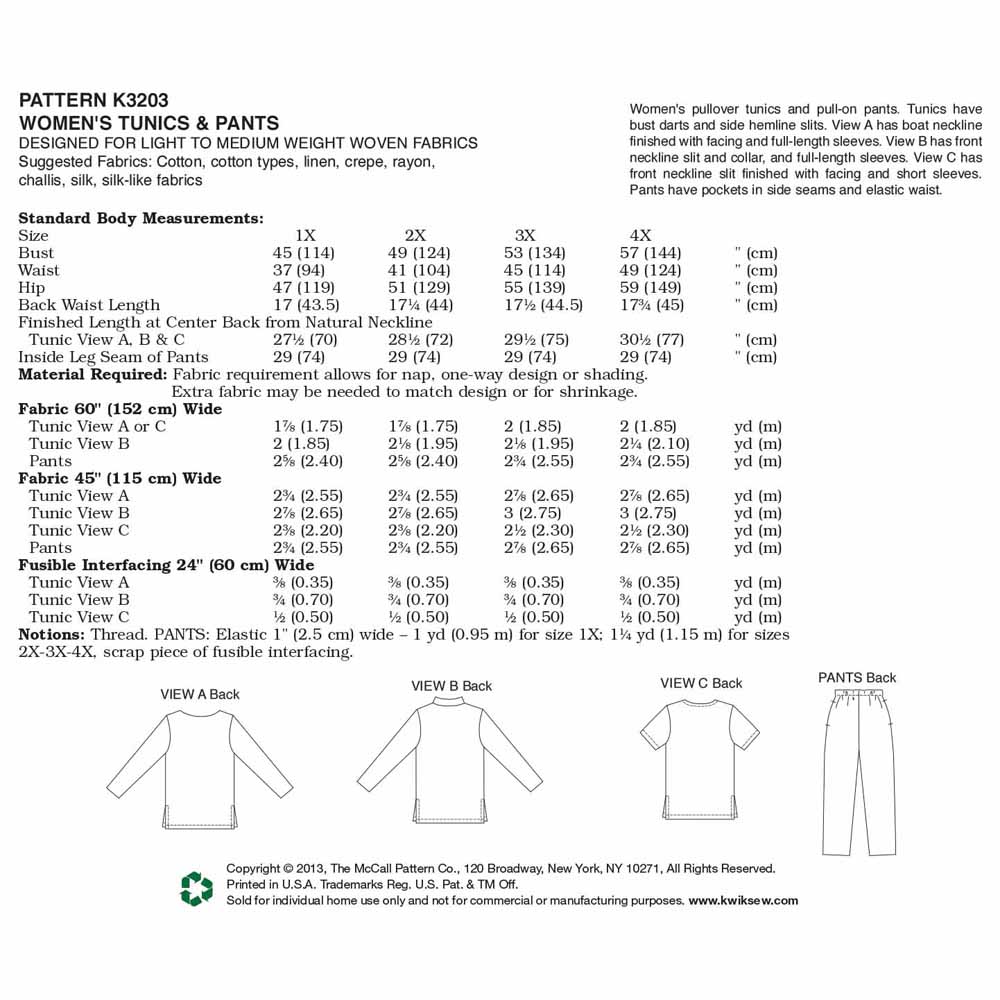 PATTERN K3203
WOMEN'S TUNICS & PANTS
DESIGNED FOR LIGHT TO MEDIUM WEIGHT WOVEN FABRICS
Suggested Fabrics: Cotton, cotton types, linen, crepe, rayon,
challis, silk, silk-like fabrics
Women's pullover tunics and pull-on pants. Tunics have
bust darts and side hemline slits. View A has boat neckline
finished with facing and full-length sleeves. View B has front
neckline slit and collar, and full-length sleeves. View C has
front neckline slit finished with facing and short sleeves.
Pants have pockets in side seams and elastic waist.
Standard Body Measurements:
Size 1X 2X 3X 4X
Bust 45 (114) 49 (124) 53 (134) 57 (144) " (cm)
Waist 37 (94) 41 (104) 45 (114) 49 (124) " (cm)
Hip 47 (119) 51 (129) 55 (139) 59 (149) " (cm)
Back Waist Length 17 (43.5) 17¼ (44) 17½ (44.5) 17¾ (45) " (cm)
Finished Length at Center Back from Natural Neckline
Tunic View A, B & C 27½ (70) 28½ (72) 29½ (75) 30½ (77) " (cm)
Inside Leg Seam of Pants 29 (74) 29 (74) 29 (74) 29 (74) " (cm)
Material Required: Fabric requirement allows for nap, one-way design or shading.
Extra fabric may be needed to match design or for shrinkage.
Fabric 60" (152 cm) Wide
Tunic View A or C 1⅞ (1.75) 1⅞ (1.75) 2 (1.85) 2 (1.85) yd (m)
Tunic View B 2 (1.85) 2⅛ (1.95) 2⅛ (1.95) 2¼ (2.10) yd (m)
Pants 2⅝ (2.40) 2⅝ (2.40) 2¾ (2.55) 2¾ (2.55) yd (m)
Fabric 45" (115 cm) Wide
Tunic View A 2¾ (2.55) 2¾ (2.55) 2⅞ (2.65) 2⅞ (2.65) yd (m)
Tunic View B 2⅞ (2.65) 2⅞ (2.65) 3 (2.75) 3 (2.75) yd (m)
Tunic View C 2⅜ (2.20) 2⅜ (2.20) 2½ (2.30) 2½ (2.30) yd (m)
Pants 2¾ (2.55) 2¾ (2.55) 2⅞ (2.65) 2⅞ (2.65) yd (m)
Fusible Interfacing 24" (60 cm) Wide
Tunic View A ⅜ (0.35) ⅜ (0.35) ⅜ (0.35) ⅜ (0.35) yd (m)
Tunic View B ¾ (0.70) ¾ (0.70) ¾ (0.70) ¾ (0.70) yd (m)
Tunic View C ½ (0.50) ½ (0.50) ½ (0.50) ½ (0.50) yd (m)
Notions: Thread. PANTS: Elastic 1" (2.5 cm) wide – 1 yd (0.95 m) for size 1X; 1¼ yd (1.15 m) for sizes
2X-3X-4X, scrap piece of fusible interfacing.
VIEW A Back
VIEW B Back
VIEW C Back
PANTS Back
Copyright © 2013, The McCall Pattern Co., 120 Broadway, New York, NY 10271, All Rights Reserved.
Printed in U.S.A. Trademarks Reg. U.S. Pat. & TM Off.
Sold for individual home use only and not for commercial or manufacturing purposes. www.kwiksew.com